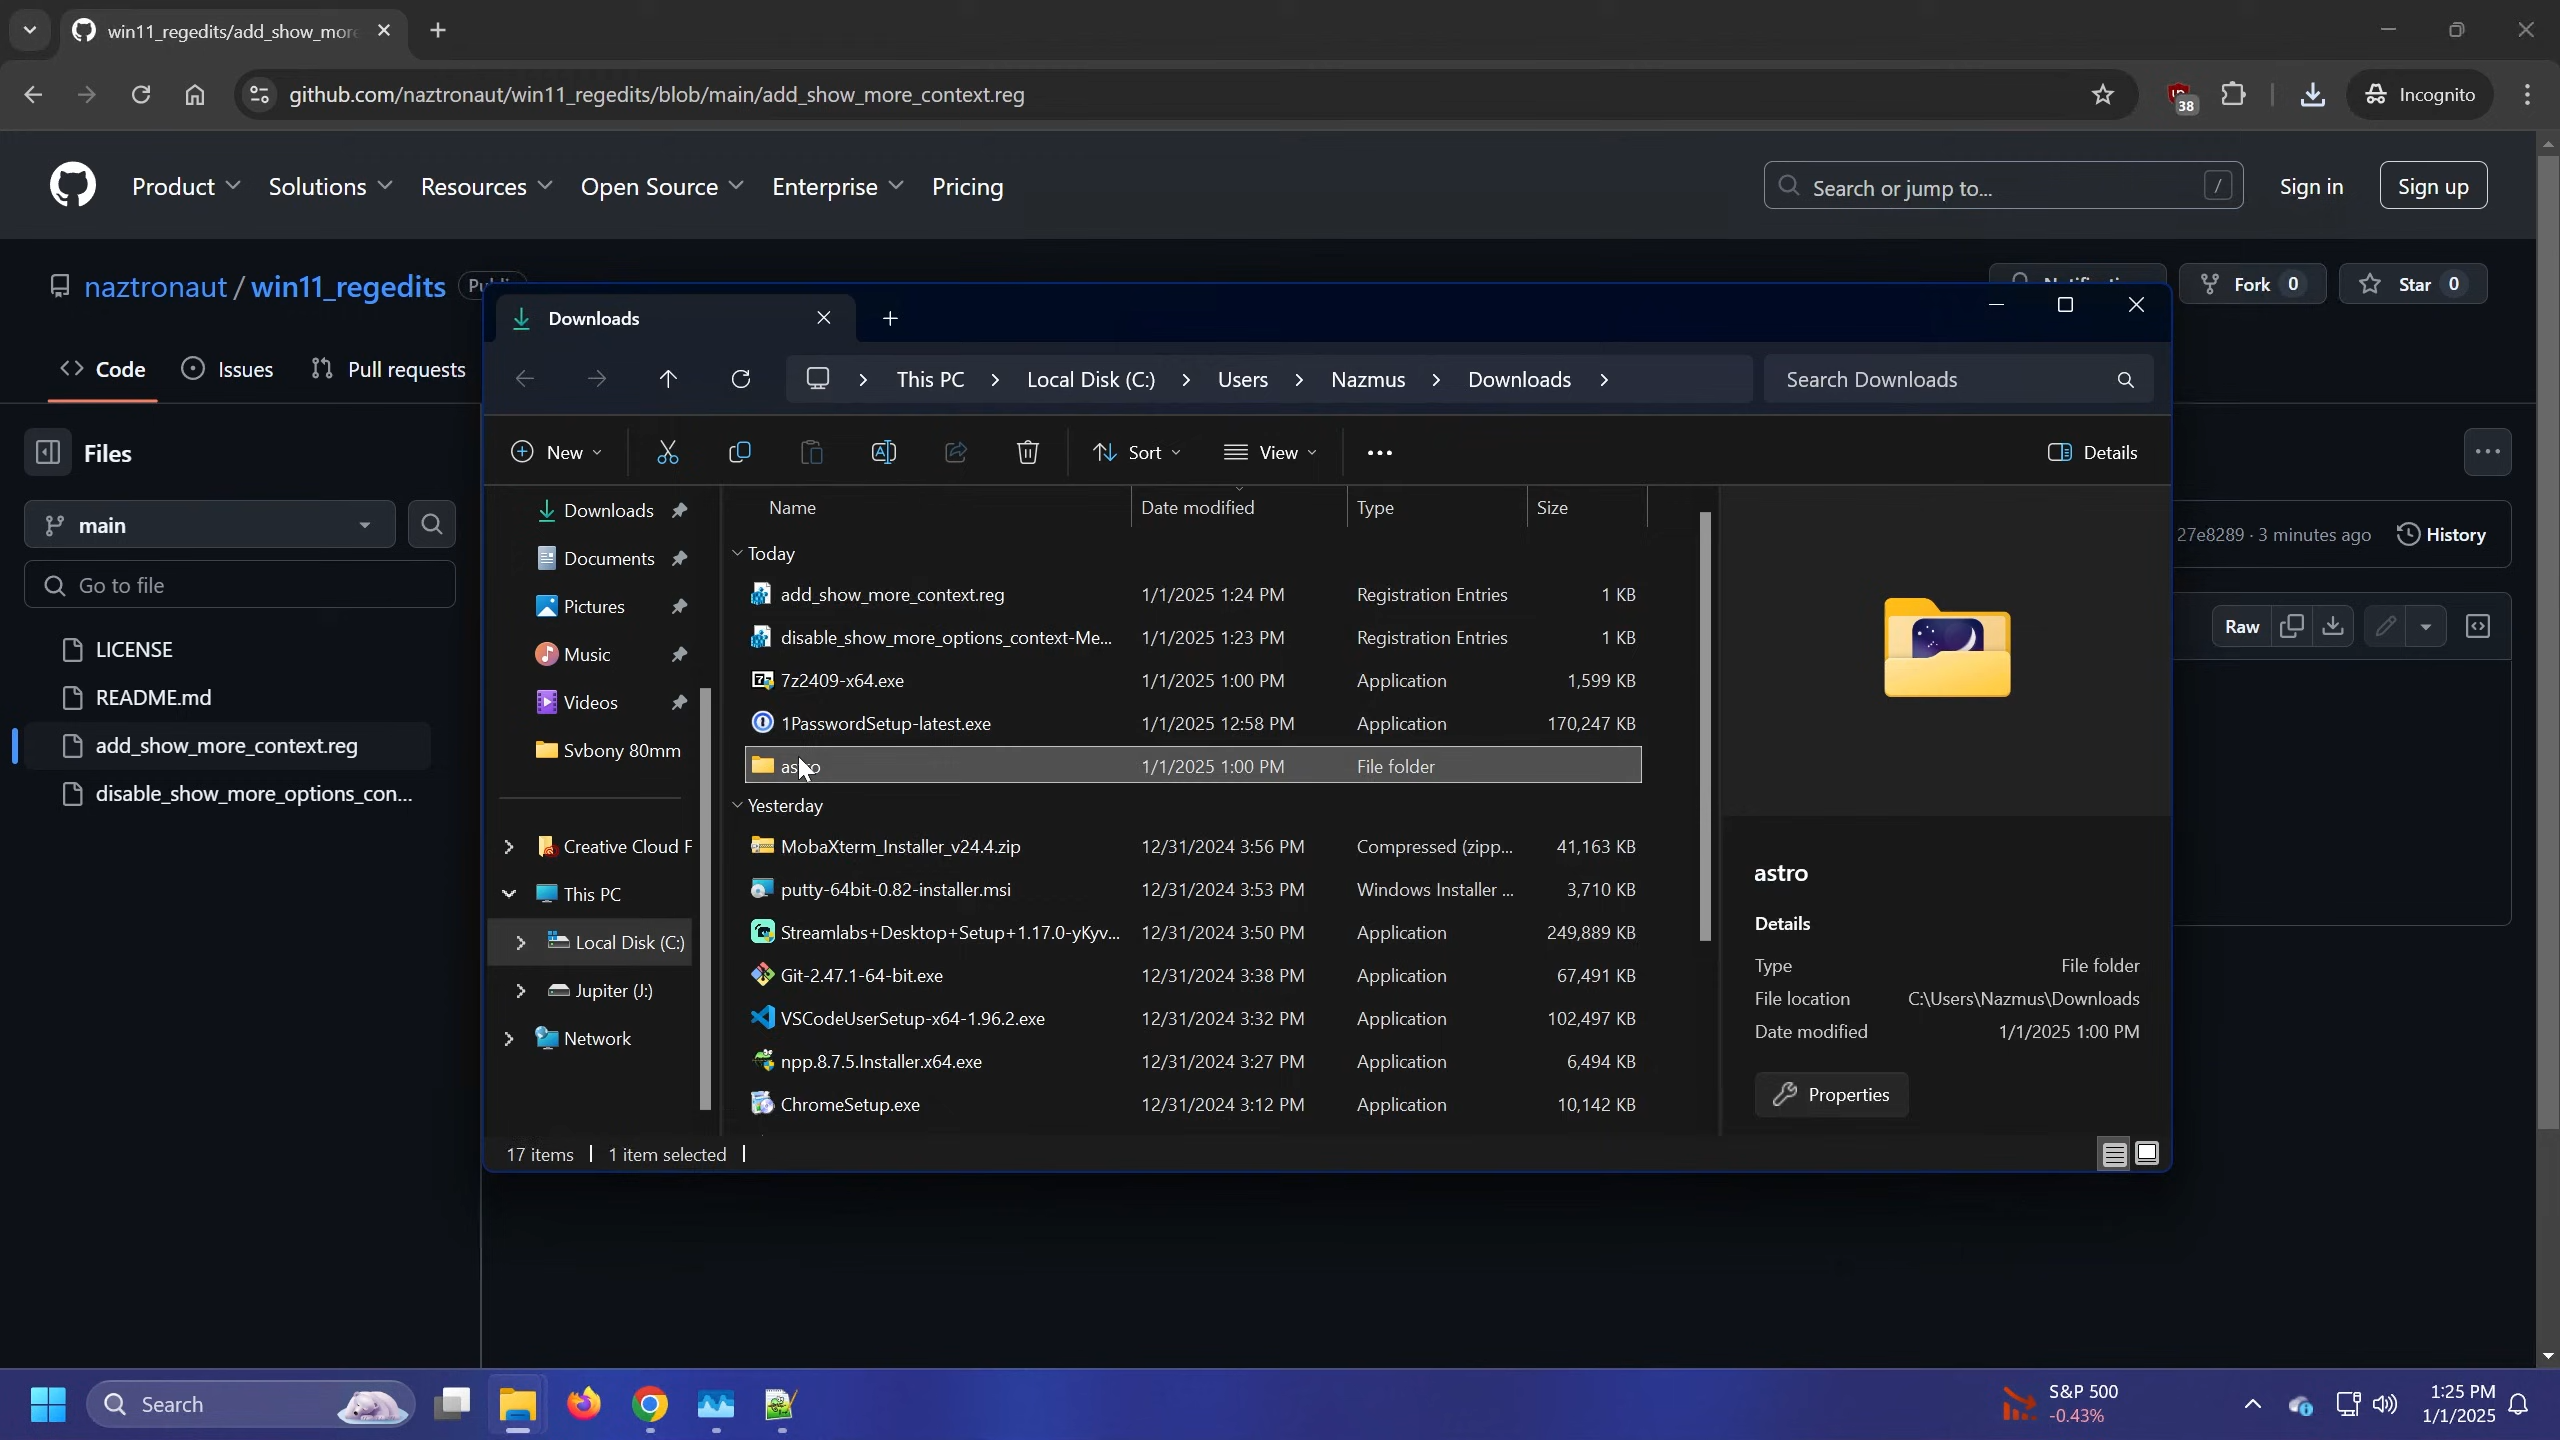 win11_regedits/add_show_more
github.com/naztronaut/win11_regedits/blob/main/add_show_more_context.reg
38
Incognito
Product
Solutions
Resources
Open Source
Enterprise
Pricing
Search or jump to...
/
Sign in
Sign up
naztronaut / win11_regedits
Fork 0
Star 0
Code
Issues
Pull requests
Files
main
Go to file
LICENSE
README.md
add_show_more_context.reg
disable_show_more_options_con...
27e8289 · 3 minutes ago
History
Raw
Downloads
This PC
Local Disk (C:)
Users
Nazmus
Downloads
Search Downloads
New
Sort
View
Details
Downloads
Documents
Pictures
Music
Videos
Svbony 80mm
Creative Cloud F
This PC
Local Disk (C:)
Jupiter (J:)
Network
Name Date modified Type Size
Today
add_show_more_context.reg 1/1/2025 1:24 PM Registration Entries 1 KB
disable_show_more_options_context-Me... 1/1/2025 1:23 PM Registration Entries 1 KB
7z2409-x64.exe 1/1/2025 1:00 PM Application 1,599 KB
1PasswordSetup-latest.exe 1/1/2025 12:58 PM Application 170,247 KB
astro 1/1/2025 1:00 PM File folder
Yesterday
MobaXterm_Installer_v24.4.zip 12/31/2024 3:56 PM Compressed (zipp... 41,163 KB
putty-64bit-0.82-installer.msi 12/31/2024 3:53 PM Windows Installer ... 3,710 KB
Streamlabs+Desktop+Setup+1.17.0-yKyv... 12/31/2024 3:50 PM Application 249,889 KB
Git-2.47.1-64-bit.exe 12/31/2024 3:38 PM Application 67,491 KB
VSCodeUserSetup-x64-1.96.2.exe 12/31/2024 3:32 PM Application 102,497 KB
npp.8.7.5.Installer.x64.exe 12/31/2024 3:27 PM Application 6,494 KB
ChromeSetup.exe 12/31/2024 3:12 PM Application 10,142 KB
astro
Details
Type File folder
File location C:\Users\Nazmus\Downloads
Date modified 1/1/2025 1:00 PM
Properties
17 items
1 item selected
Search
S&P 500
-0.43%
1:25 PM
1/1/2025